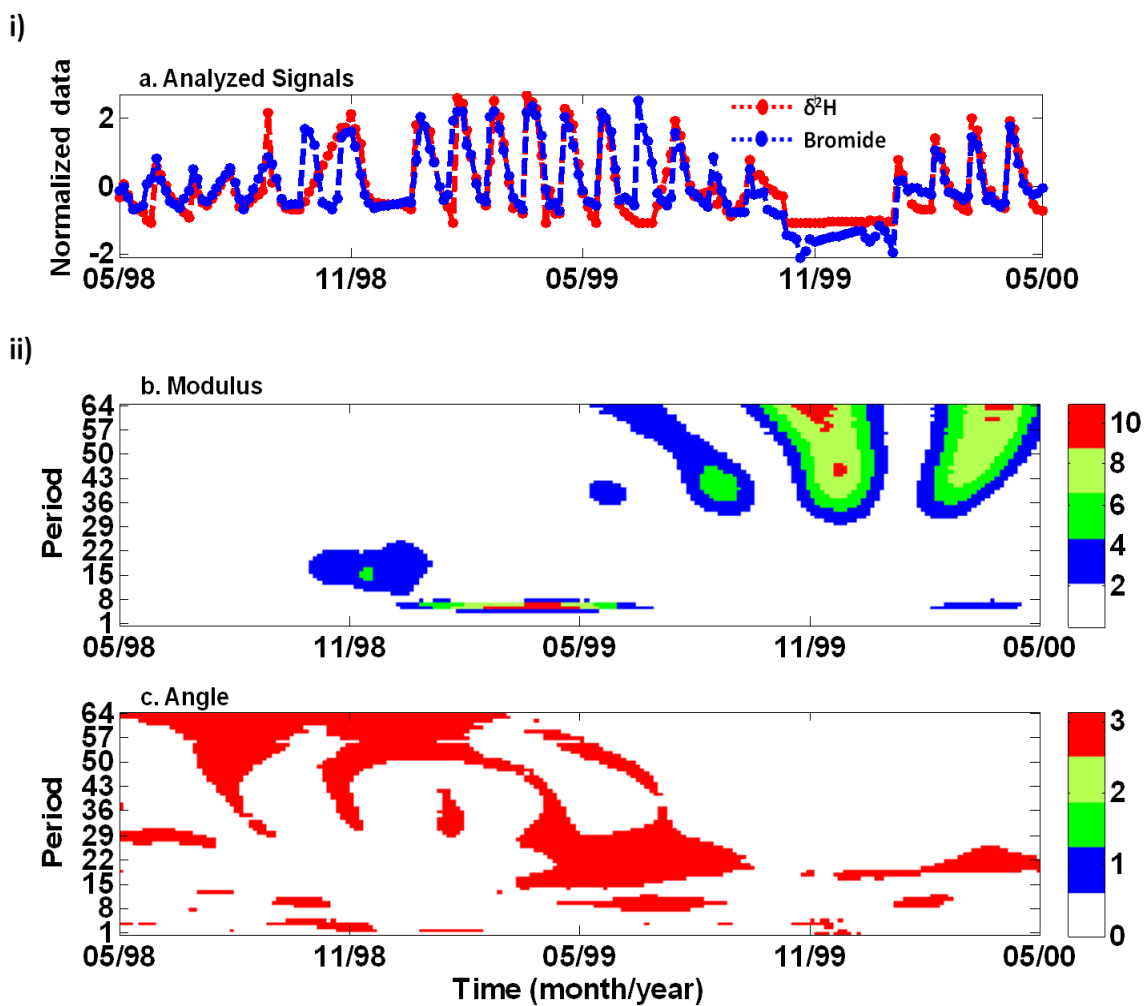 i)
a. Analyzed Signals
Normalized data
2
0
-2
δ²H
Bromide
05/98 11/98 05/99 11/99 05/00
ii)
b. Modulus
Period
64
57
50
43
36
29
22
15
8
1
10
8
6
4
2
05/98 11/98 05/99 11/99 05/00
c. Angle
Period
64
57
50
43
36
29
22
15
8
1
3
2
1
0
05/98 11/98 05/99 11/99 05/00
Time (month/year)